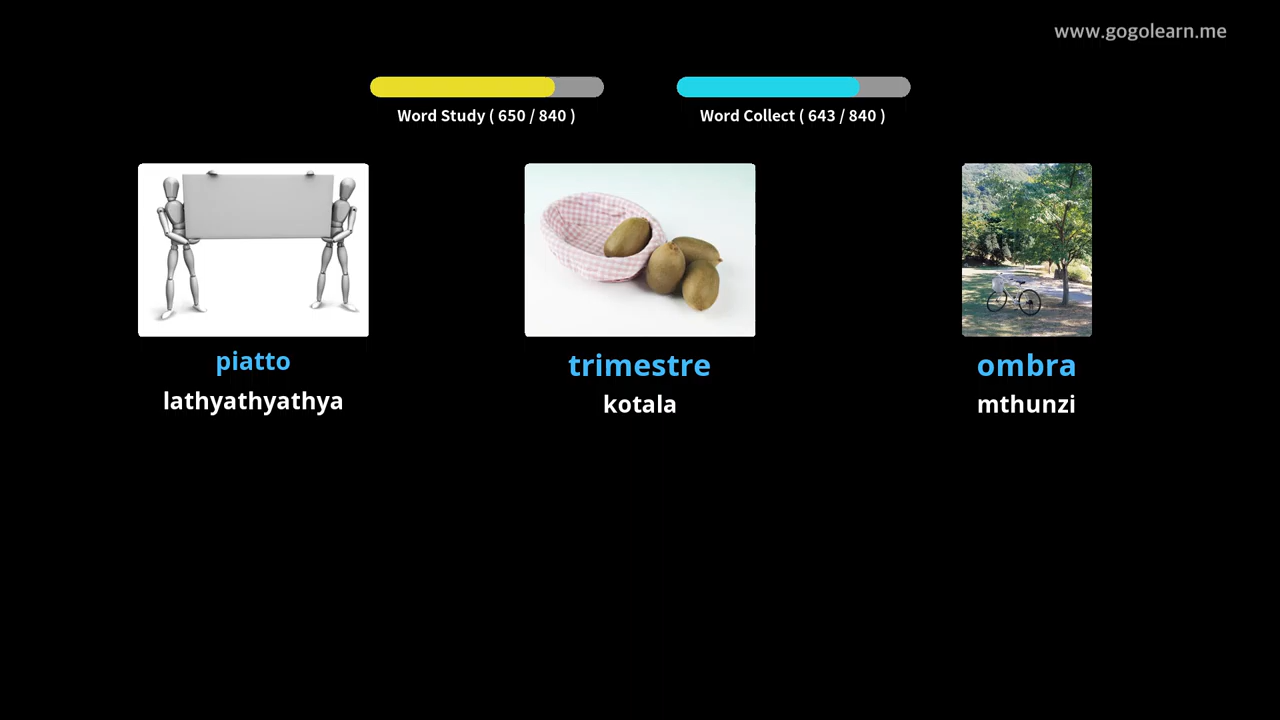 www.gogolearn.me
Word Study ( 650 / 840 )
Word Collect ( 643 / 840 )
piatto
lathyathyathya
trimestre
kotala
ombra
mthunzi